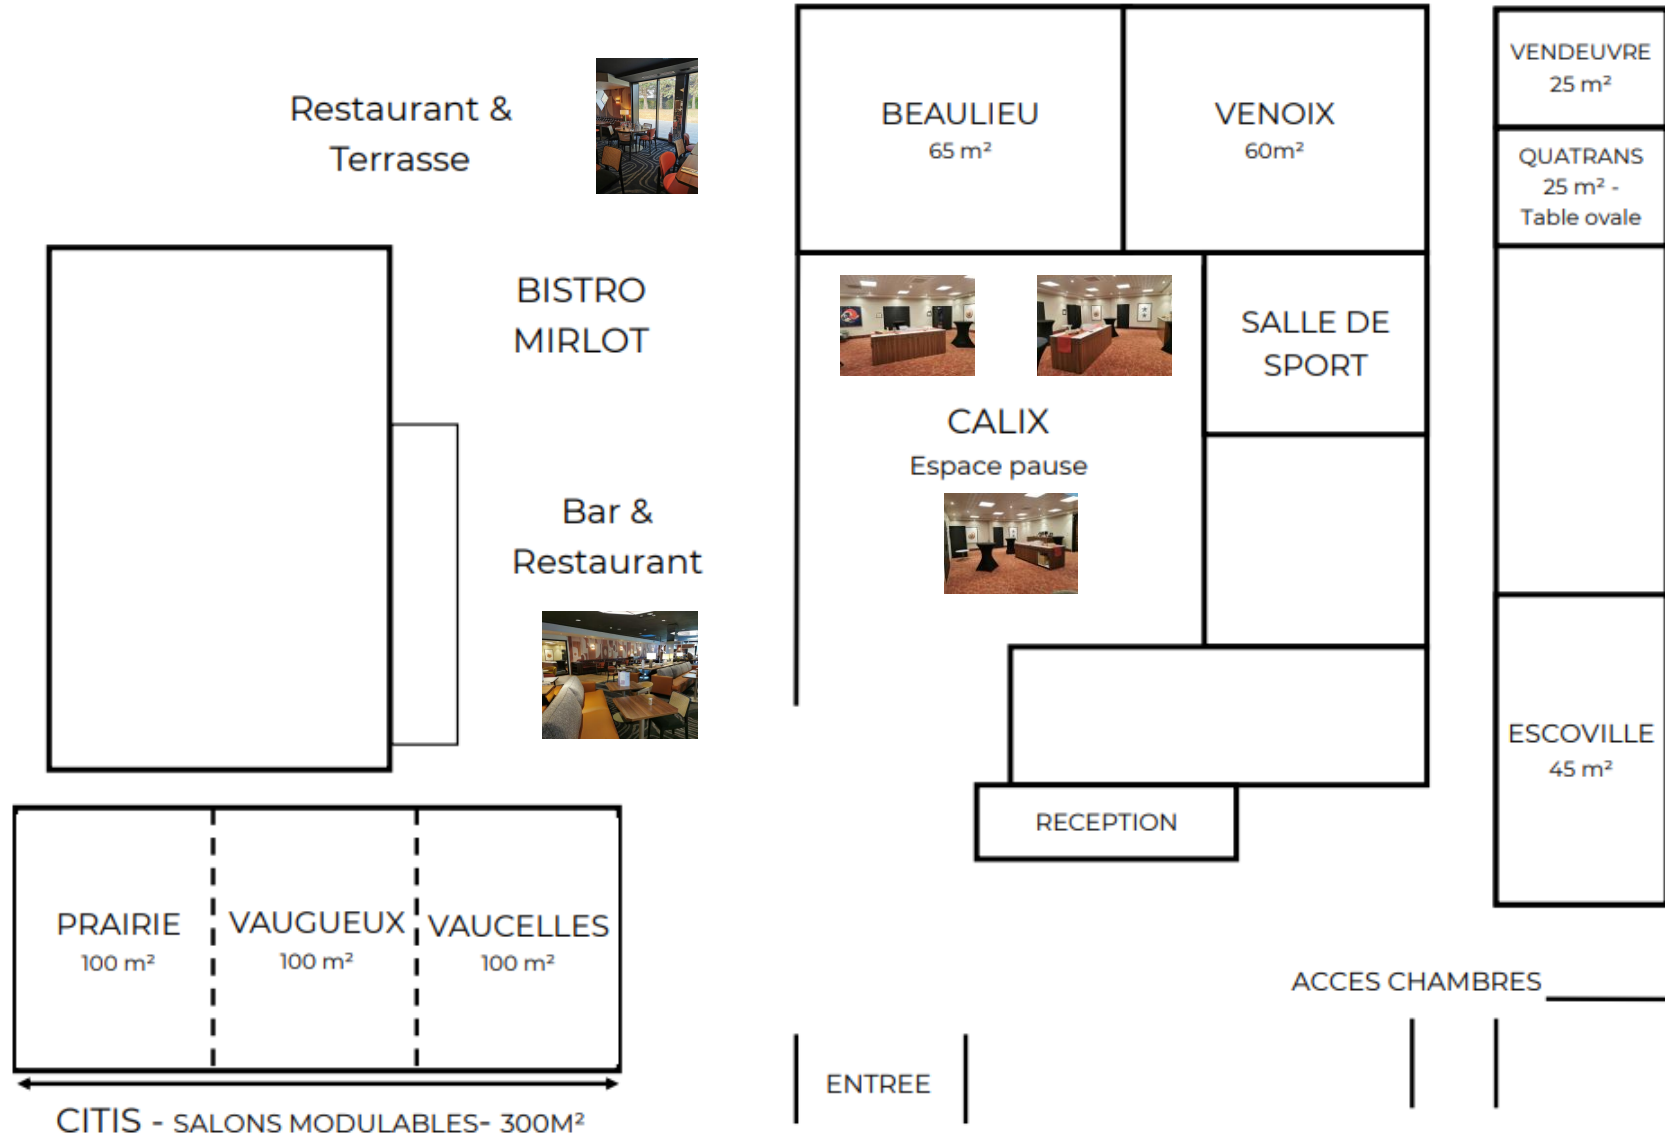 Restaurant &
Terrasse
BISTRO
MIRLOT
Bar &
Restaurant
BEAULIEU
65 m²
VENOIX
60m²
VENDEUVRE
25 m²
QUATRANS
25 m² -
Table ovale
SALLE DE
SPORT
CALIX
Espace pause
ESCOVILLE
45 m²
RECEPTION
PRAIRIE
100 m²
VAUGUEUX
100 m²
VAUCELLES
100 m²
CITIS - SALONS MODULABLES- 300M²
ACCES CHAMBRES
ENTREE